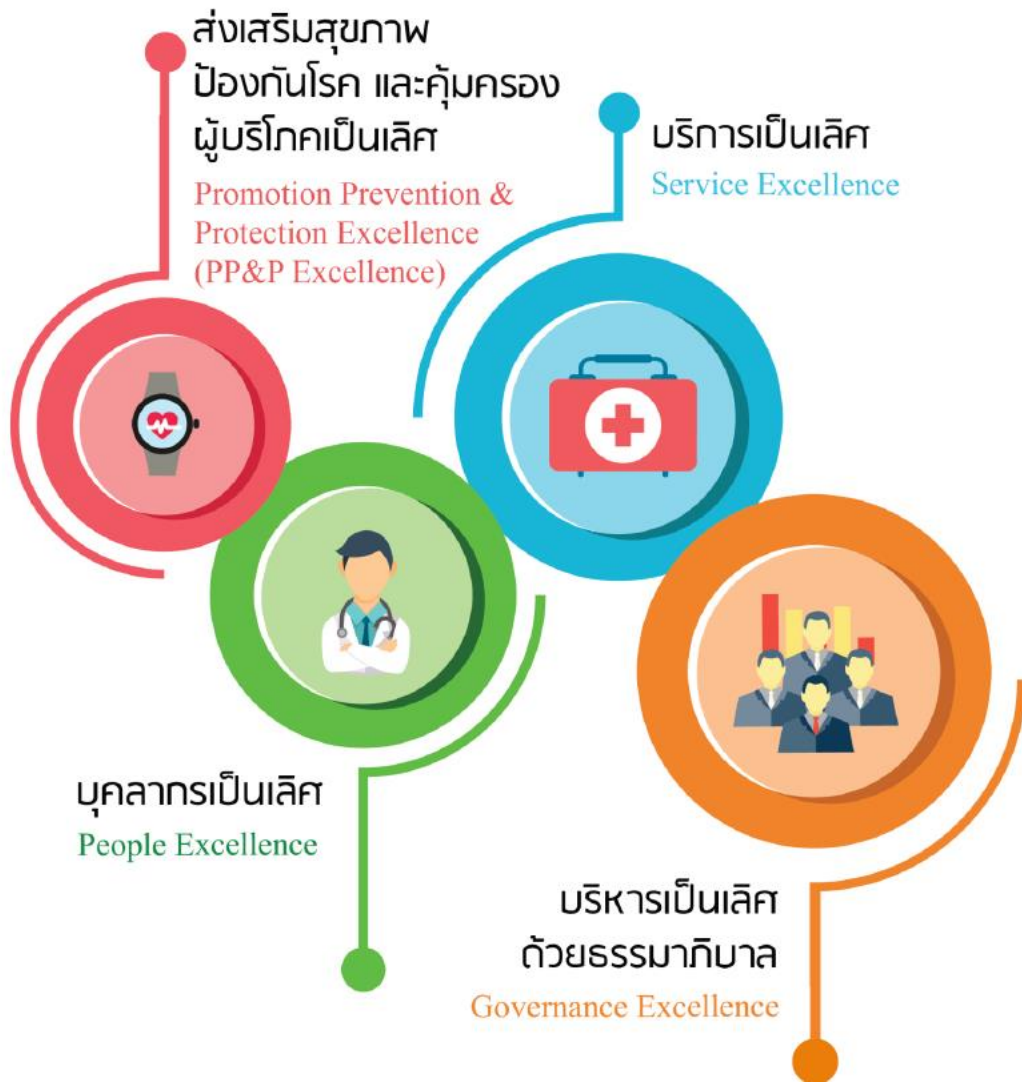 ส่งเสริมสุขภาพ
ป้องกันโรค และคุ้มครอง
ผู้บริโภคเป็นเลิศ
Promotion Prevention &
Protection Excellence
(PP&P Excellence)
บริการเป็นเลิศ
Service Excellence
บุคลากรเป็นเลิศ
People Excellence
บริหารเป็นเลิศ
ด้วยธรรมาภิบาล
Governance Excellence